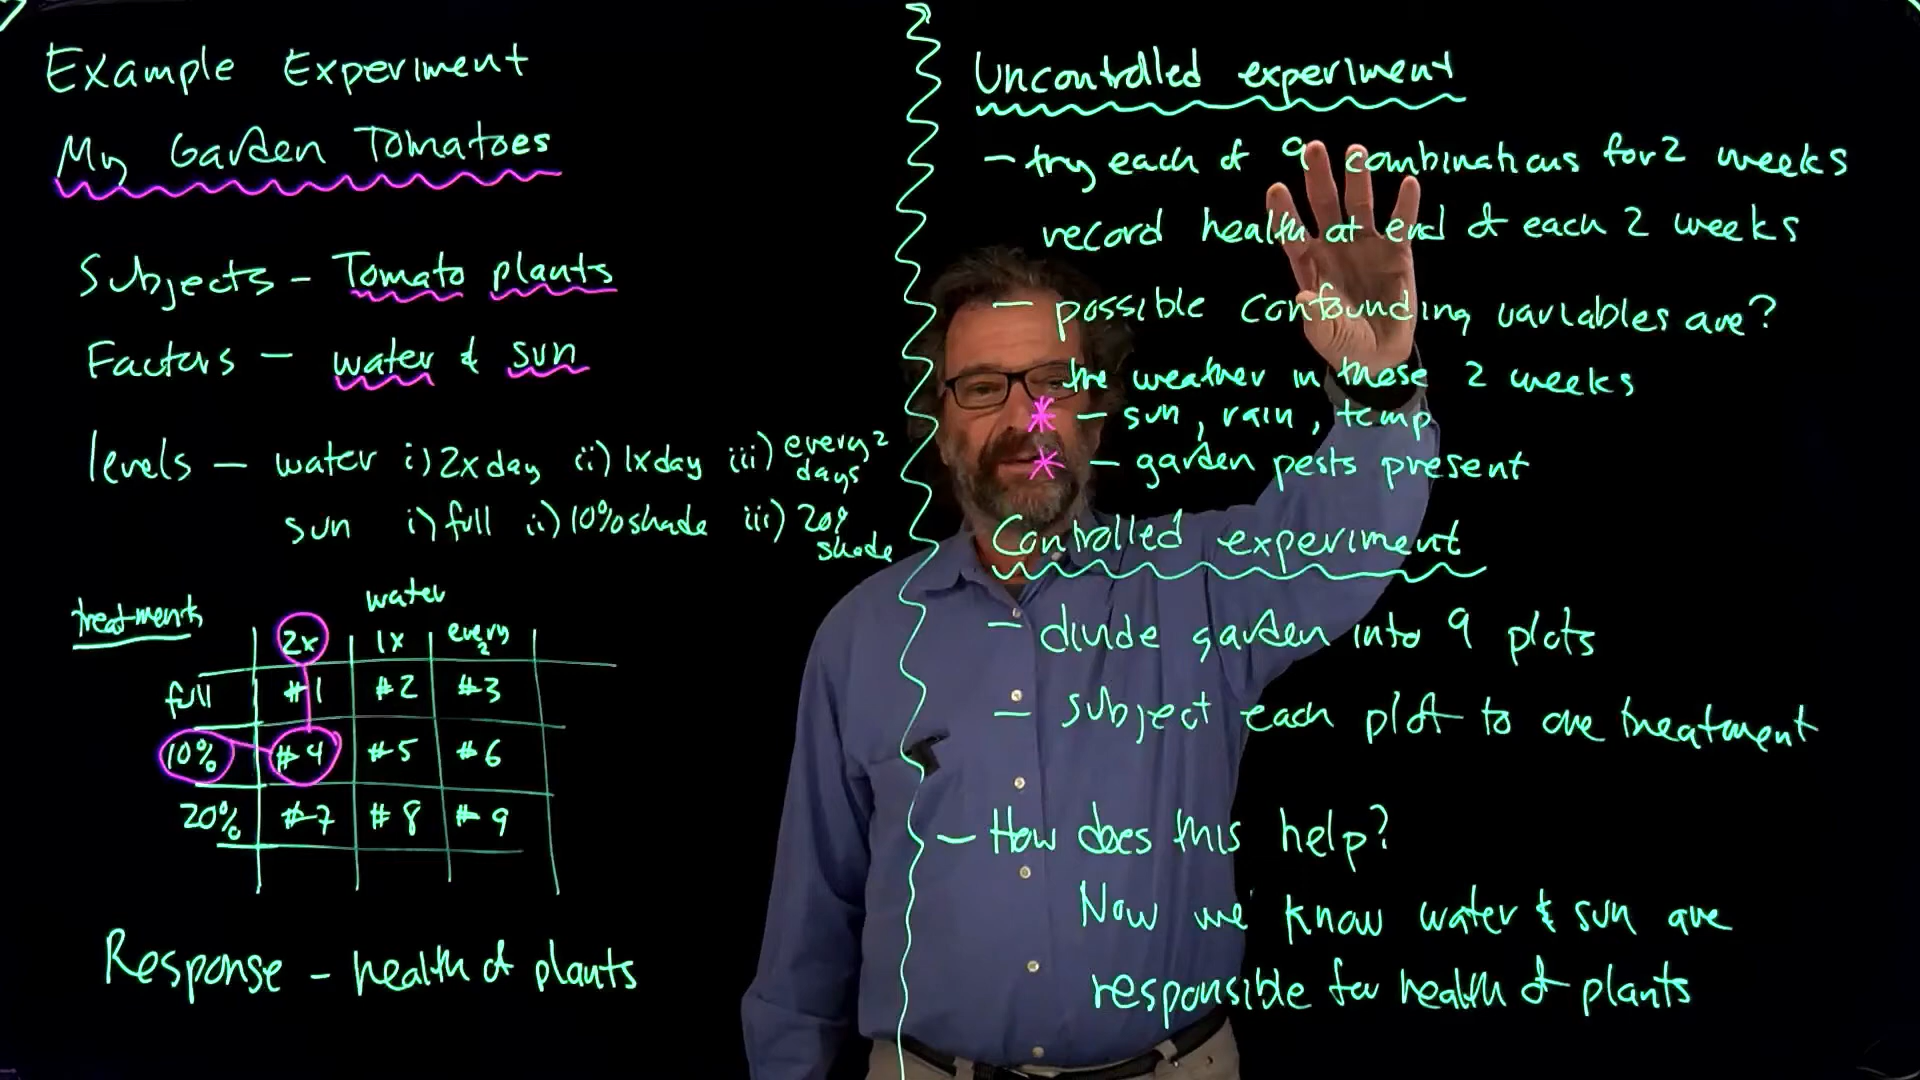 Example Experiment
My Garden Tomatoes
Subjects - Tomato plants
Factors - water & sun
levels - water i) 2x day ii) 1x day iii) every 2 days
sun i) full ii) 10% shade iii) 20% shade
treatments
water
2x 1x every 2
full #1 #2 #3
10% #4 #5 #6
20% #7 #8 #9
Response - health of plants
Uncontrolled experiment
- try each of 9 combinations for 2 weeks
record health at end of each 2 weeks
- possible confounding variables are?
the weather in these 2 weeks
* - sun, rain, temp
* - garden pests present
Controlled experiment
- divide garden into 9 plots
- subject each plot to one treatment
- How does this help?
Now we know water & sun are
responsible for health of plants